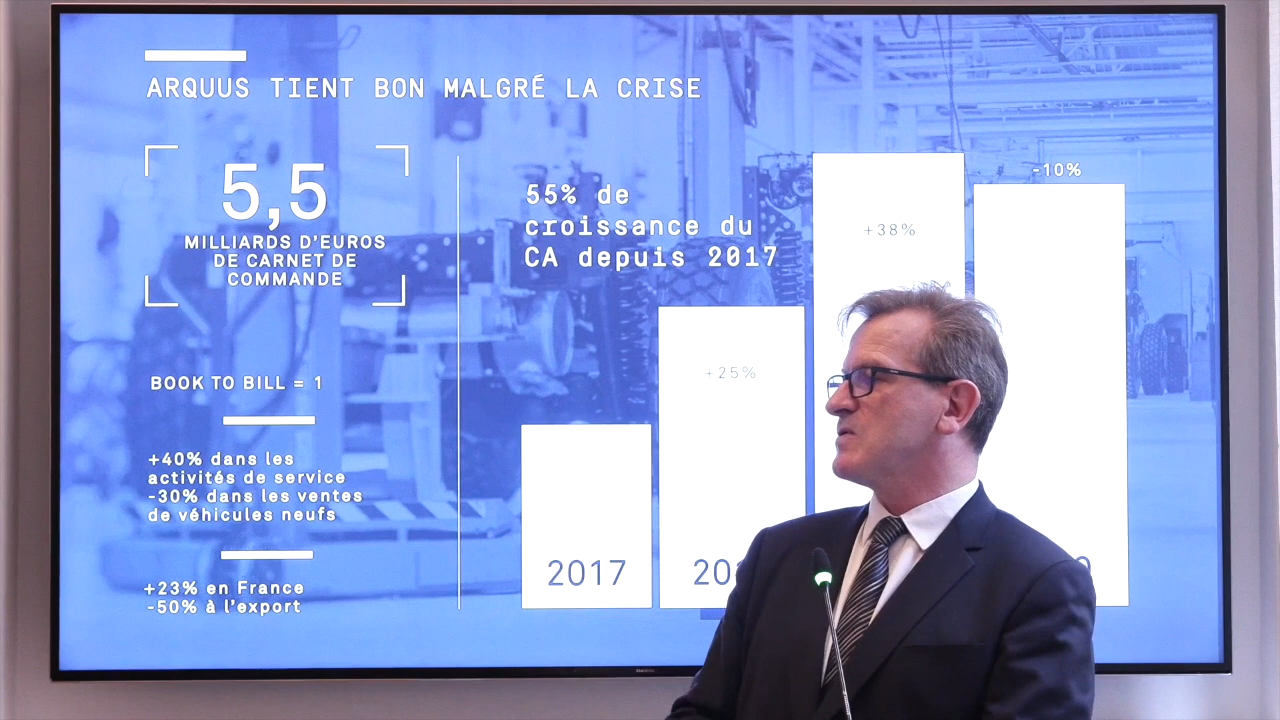 ARQUUS TIENT BON MALGRÉ LA CRISE
5,5
MILLIARDS D'EUROS
DE CARNET DE
COMMANDE
BOOK TO BILL = 1
+40% dans les
activités de service
-30% dans les ventes
de véhicules neufs
+23% en France
-50% à l'export
55% de
croissance du
CA depuis 2017
-10%
+38%
+25%
2017